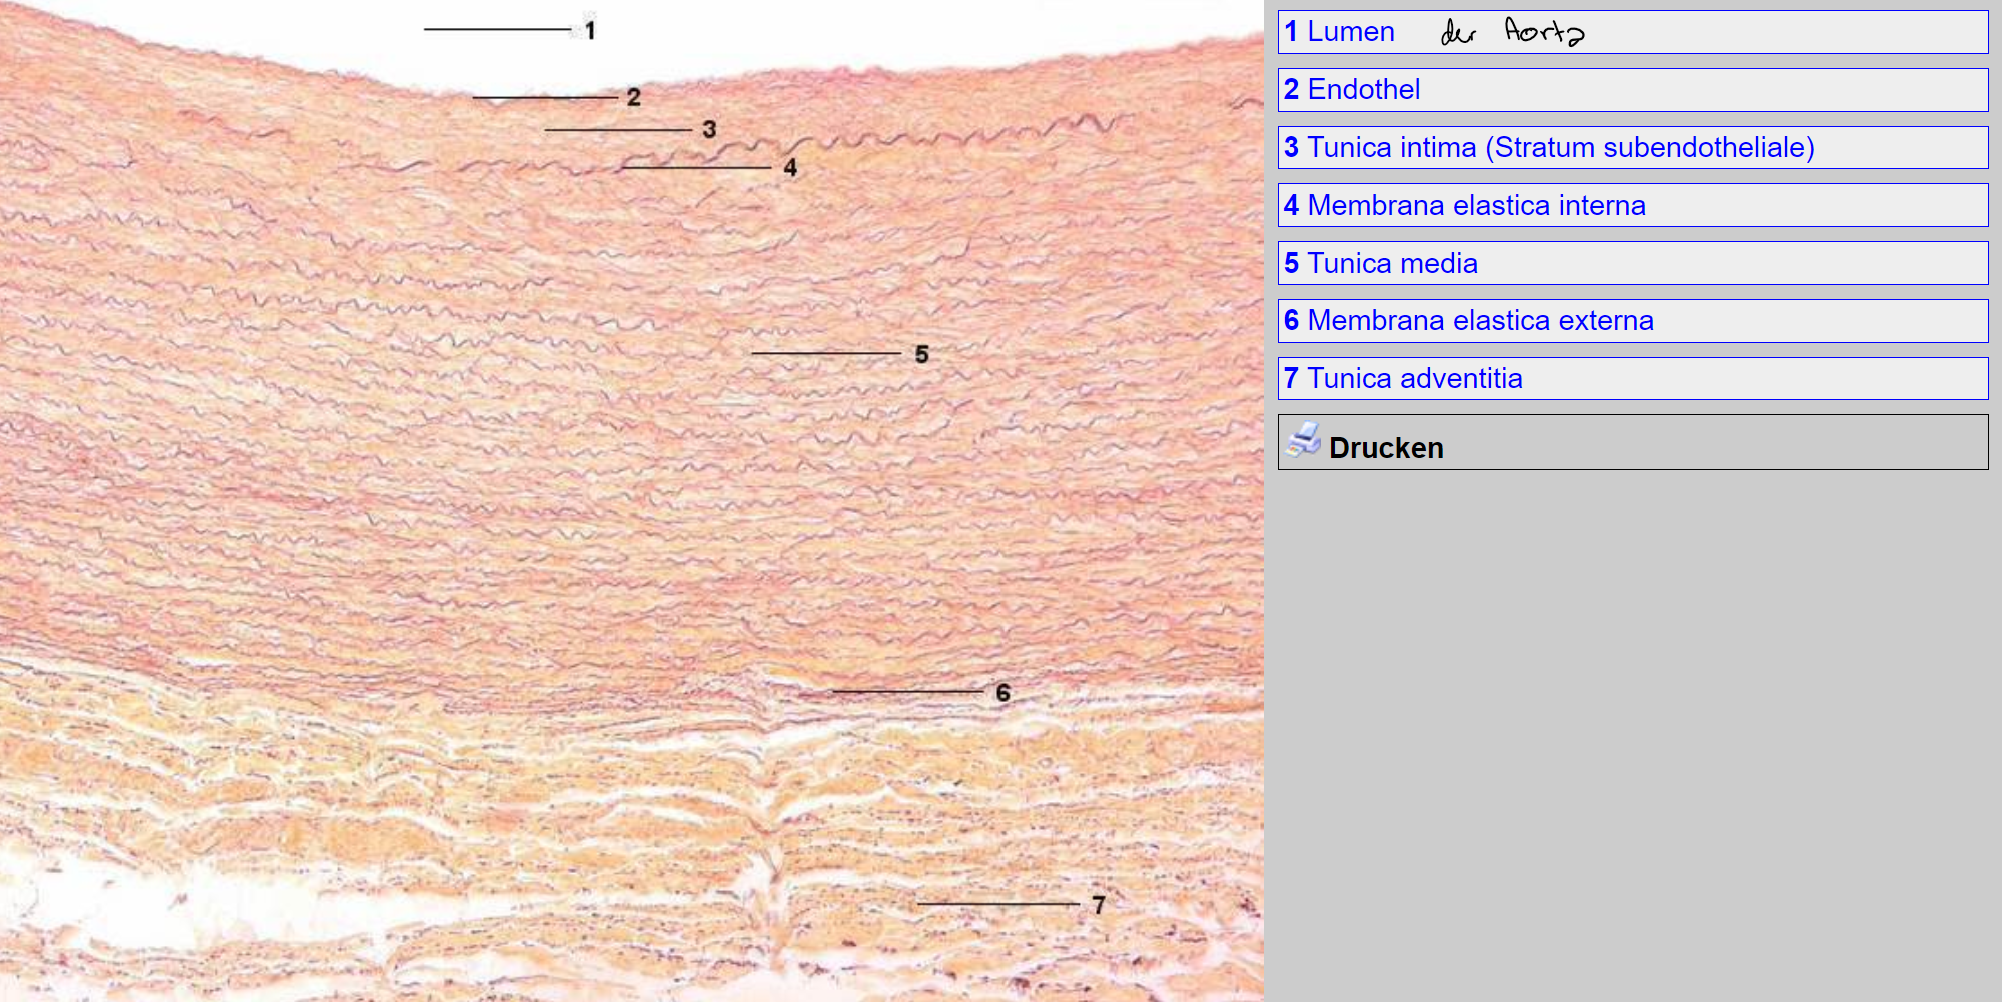 1
2
3
4
5
6
7
1 Lumen der Aorta
2 Endothel
3 Tunica intima (Stratum subendotheliale)
4 Membrana elastica interna
5 Tunica media
6 Membrana elastica externa
7 Tunica adventitia
Drucken